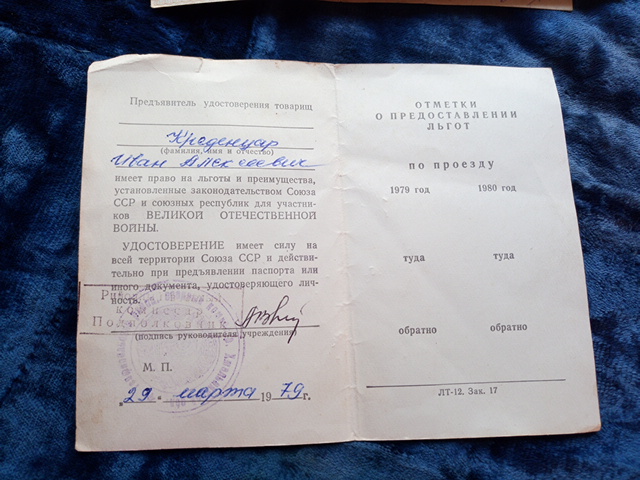 Предъявитель удостоверения товарищ
(фамилия, имя и отчество)
Иван Алексеевич
имеет право на льготы и преимущества,
установленные законодательством Союза
ССР и союзных республик для участни-
ков ВЕЛИКОЙ ОТЕЧЕСТВЕННОЙ
ВОЙНЫ.
УДОСТОВЕРЕНИЕ имеет силу на
всей территории Союза ССР и действи-
тельно при предъявлении паспорта или
иного документа, удостоверяющего лич-
ность.
комиссар
Подполковник
(подпись руководителя учреждения)
М. П.
„29" марта 1979 г.
ОТМЕТКИ
О ПРЕДОСТАВЛЕНИИ
ЛЬГОТ
по проезду
1979 год 1980 год
туда туда
обратно обратно
ЛТ-12. Зак. 17